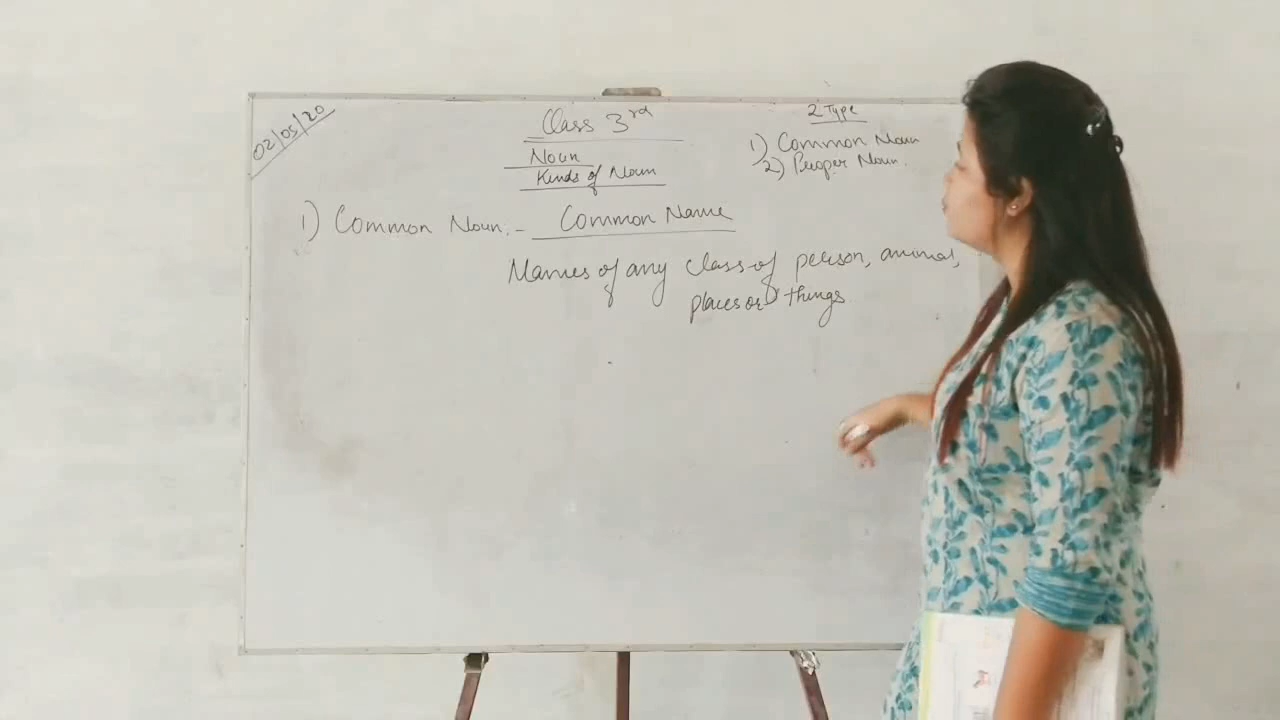 02/05/20
Class 3rd
Noun
Kinds of Noun
2 Type
1) Common Noun
2) Proper Noun.
1) Common Noun:- Common Name
Names of any class of person, animal,
places or things